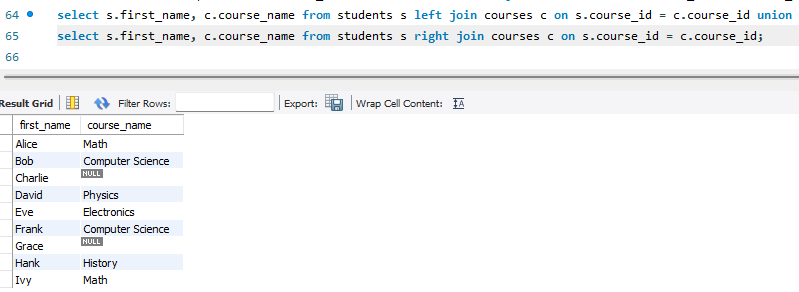 64 select s.first_name, c.course_name from students s left join courses c on s.course_id = c.course_id union
65 select s.first_name, c.course_name from students s right join courses c on s.course_id = c.course_id;
66
Result Grid Filter Rows: Export: Wrap Cell Content:
first_name course_name
Alice Math
Bob Computer Science
Charlie NULL
David Physics
Eve Electronics
Frank Computer Science
Grace NULL
Hank History
Ivy Math